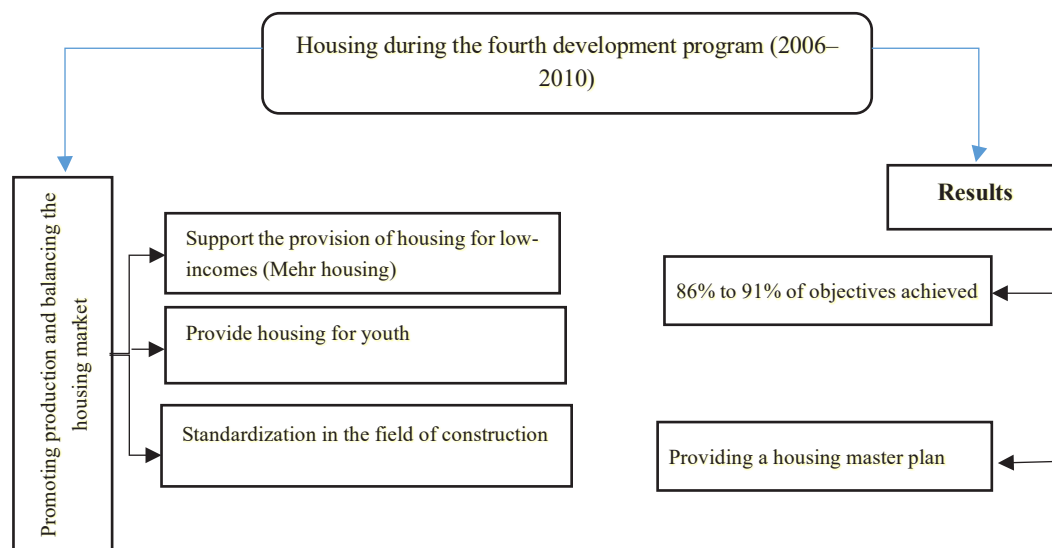 Housing during the fourth development program (2006–
2010)
Promoting production and balancing the
housing market
Support the provision of housing for low-
incomes (Mehr housing)
Provide housing for youth
Standardization in the field of construction
Results
86% to 91% of objectives achieved
Providing a housing master plan